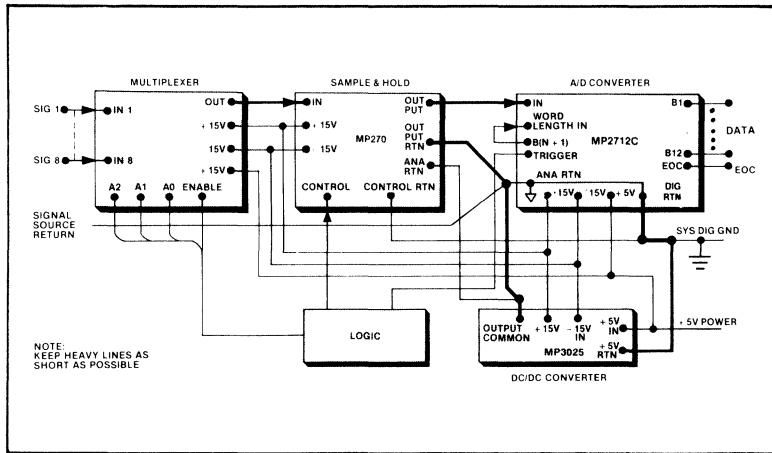 MULTIPLEXER
SAMPLE & HOLD
A/D CONVERTER
SIG 1
IN 1
OUT
+ 15V
15V
+ 15V
SIG 8
IN 8
A2 A1 A0 ENABLE
IN
+ 15V
- 15V
MP270
OUT
PUT
OUT
PUT
RTN
ANA
RTN
CONTROL
CONTROL RTN
IN
WORD
LENGTH IN
B(N + 1)
TRIGGER
MP2712C
B1
DATA
B12
EOC
EOC
ANA RTN
· 15V · 15V + 5V
DIG
RTN
SIGNAL
SOURCE
RETURN
SYS DIG GND
LOGIC
OUTPUT
COMMON
+ 15V
- 15V
IN
+ 5V
IN
+ 5V
RTN
MP3025
+ 5V POWER
DC/DC CONVERTER
NOTE:
KEEP HEAVY LINES AS
SHORT AS POSSIBLE